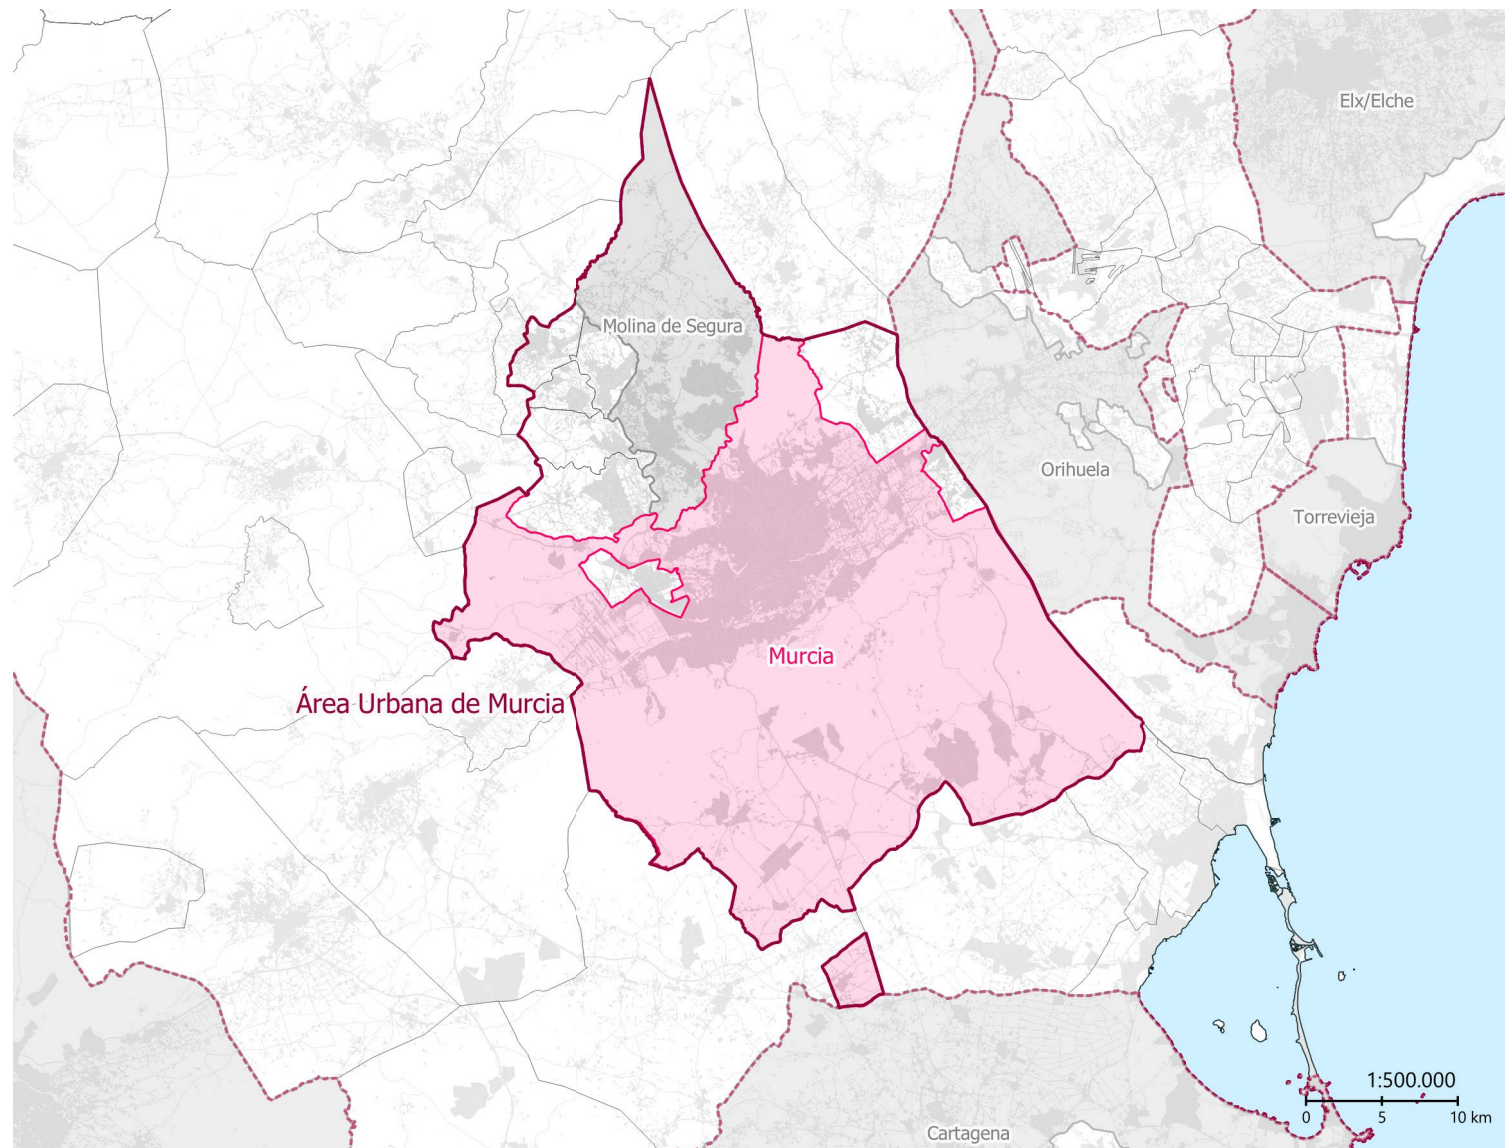 Elx/Elche
Molina de Segura
Orihuela
Torrevieja
Murcia
Área Urbana de Murcia
1:500.000
0 5 10 km
Cartagena